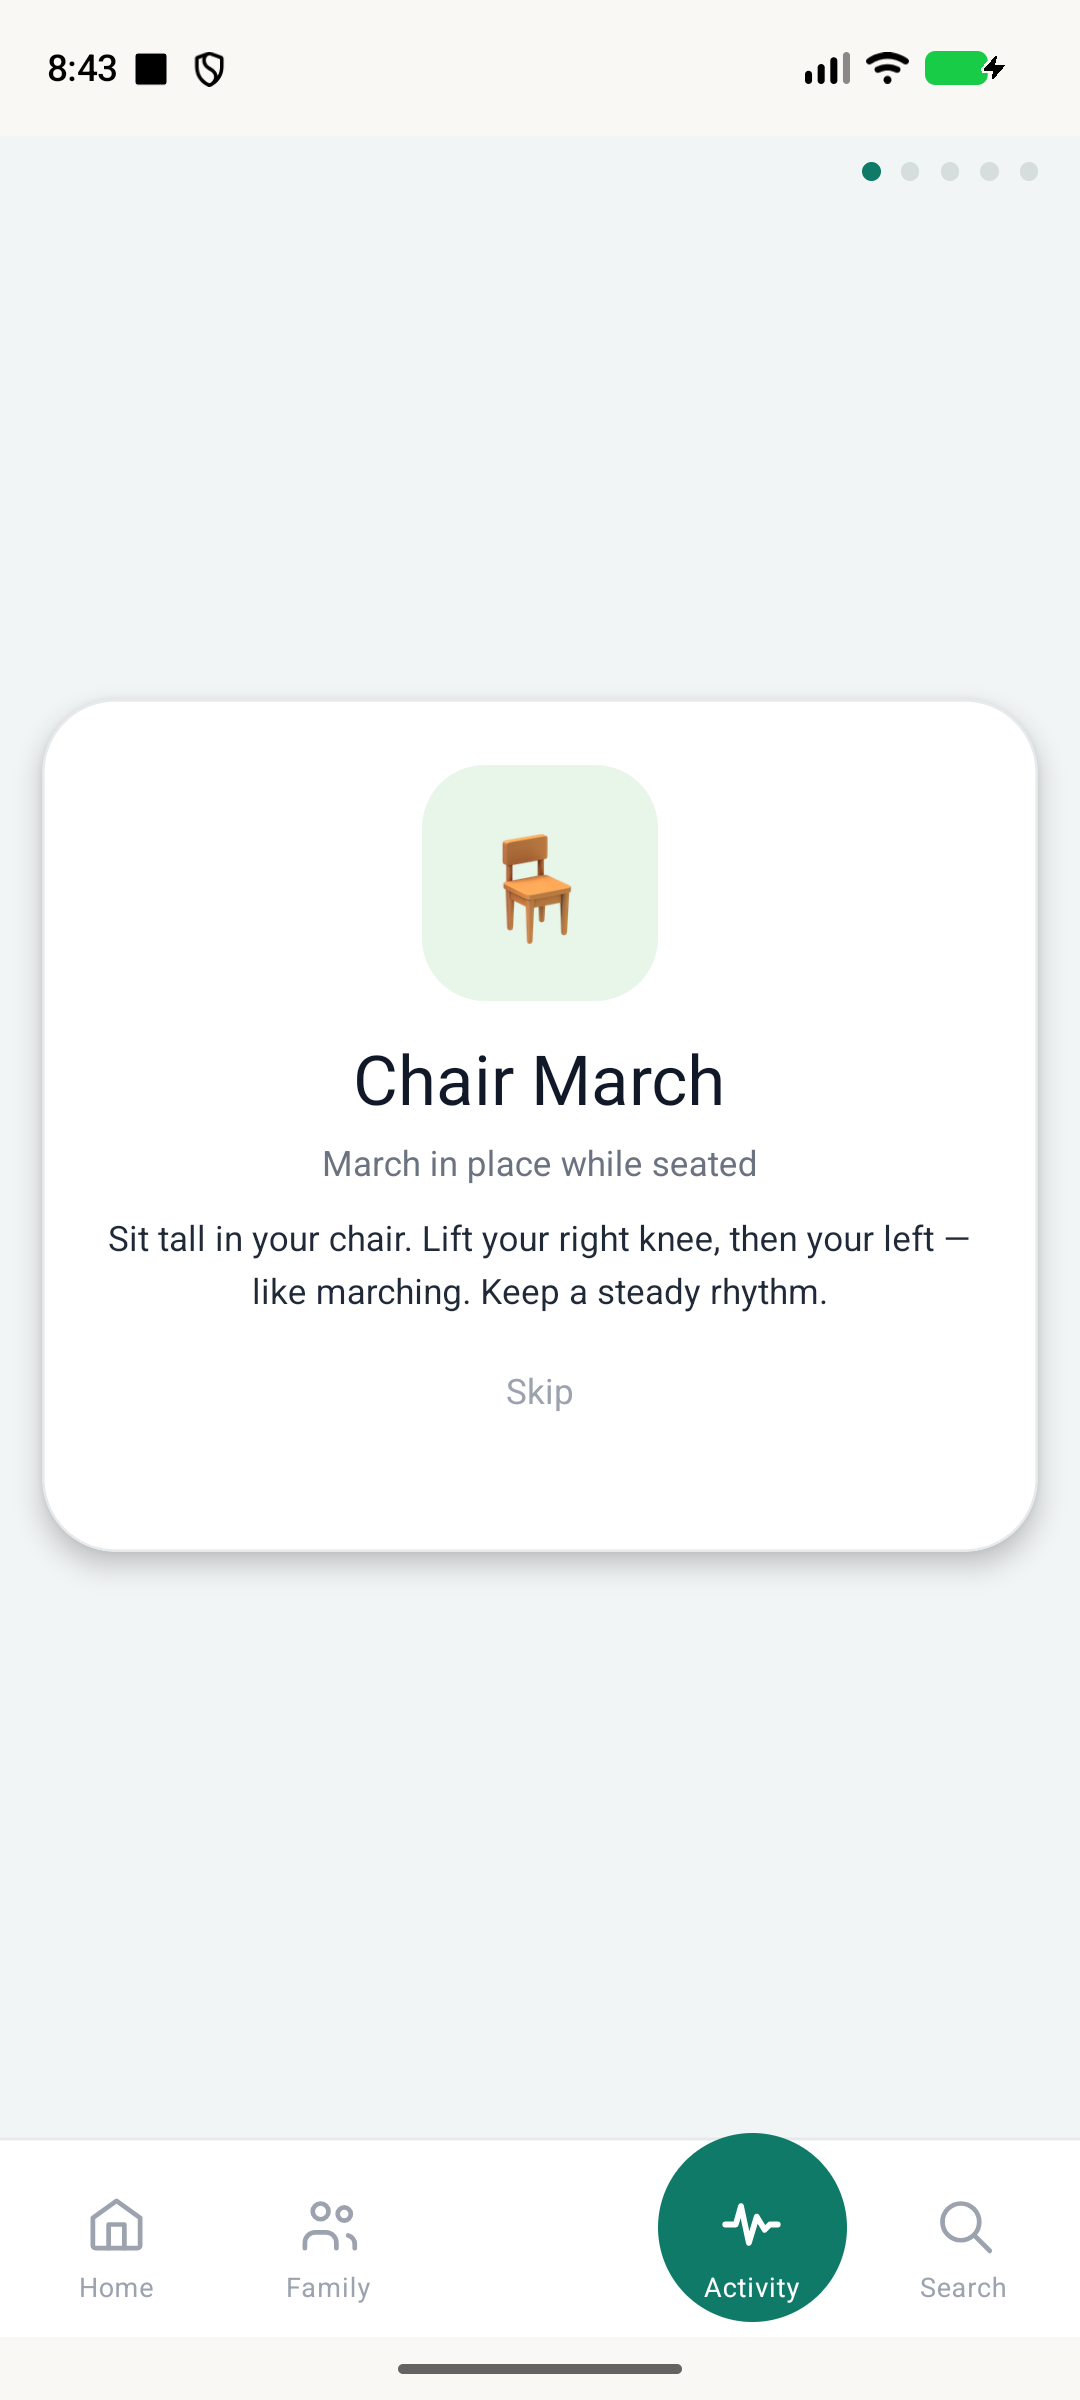 8:43
Chair March
March in place while seated
Sit tall in your chair. Lift your right knee, then your left —
like marching. Keep a steady rhythm.
Skip
Home
Family
Activity
Search